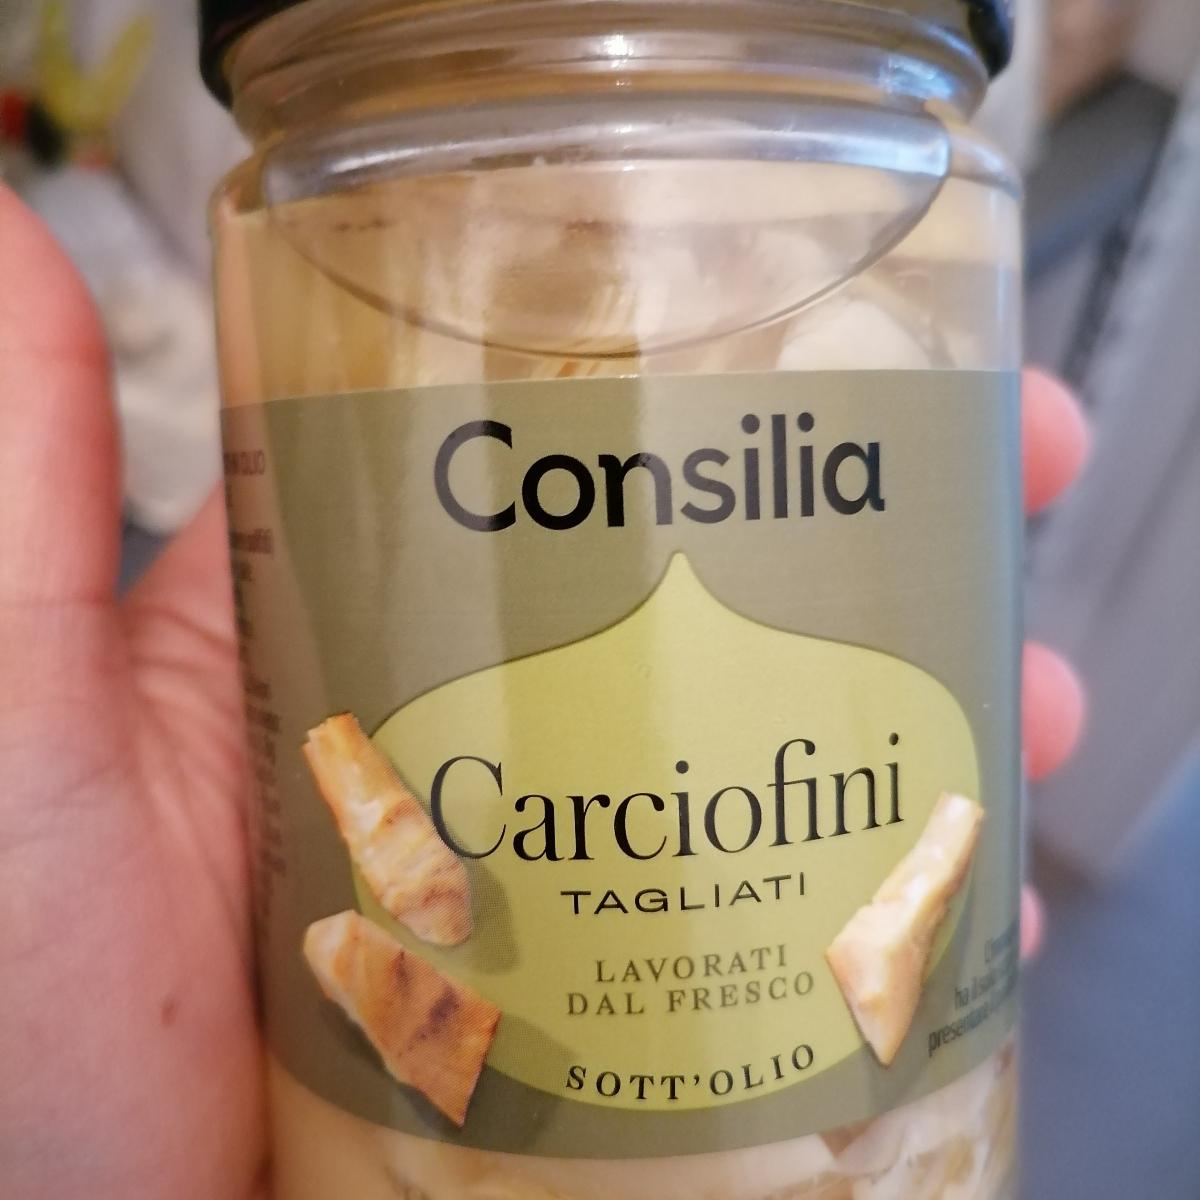 Consilia
Carciofini
TAGLIATI
LAVORATI
DAL FRESCO
SOTT'OLIO